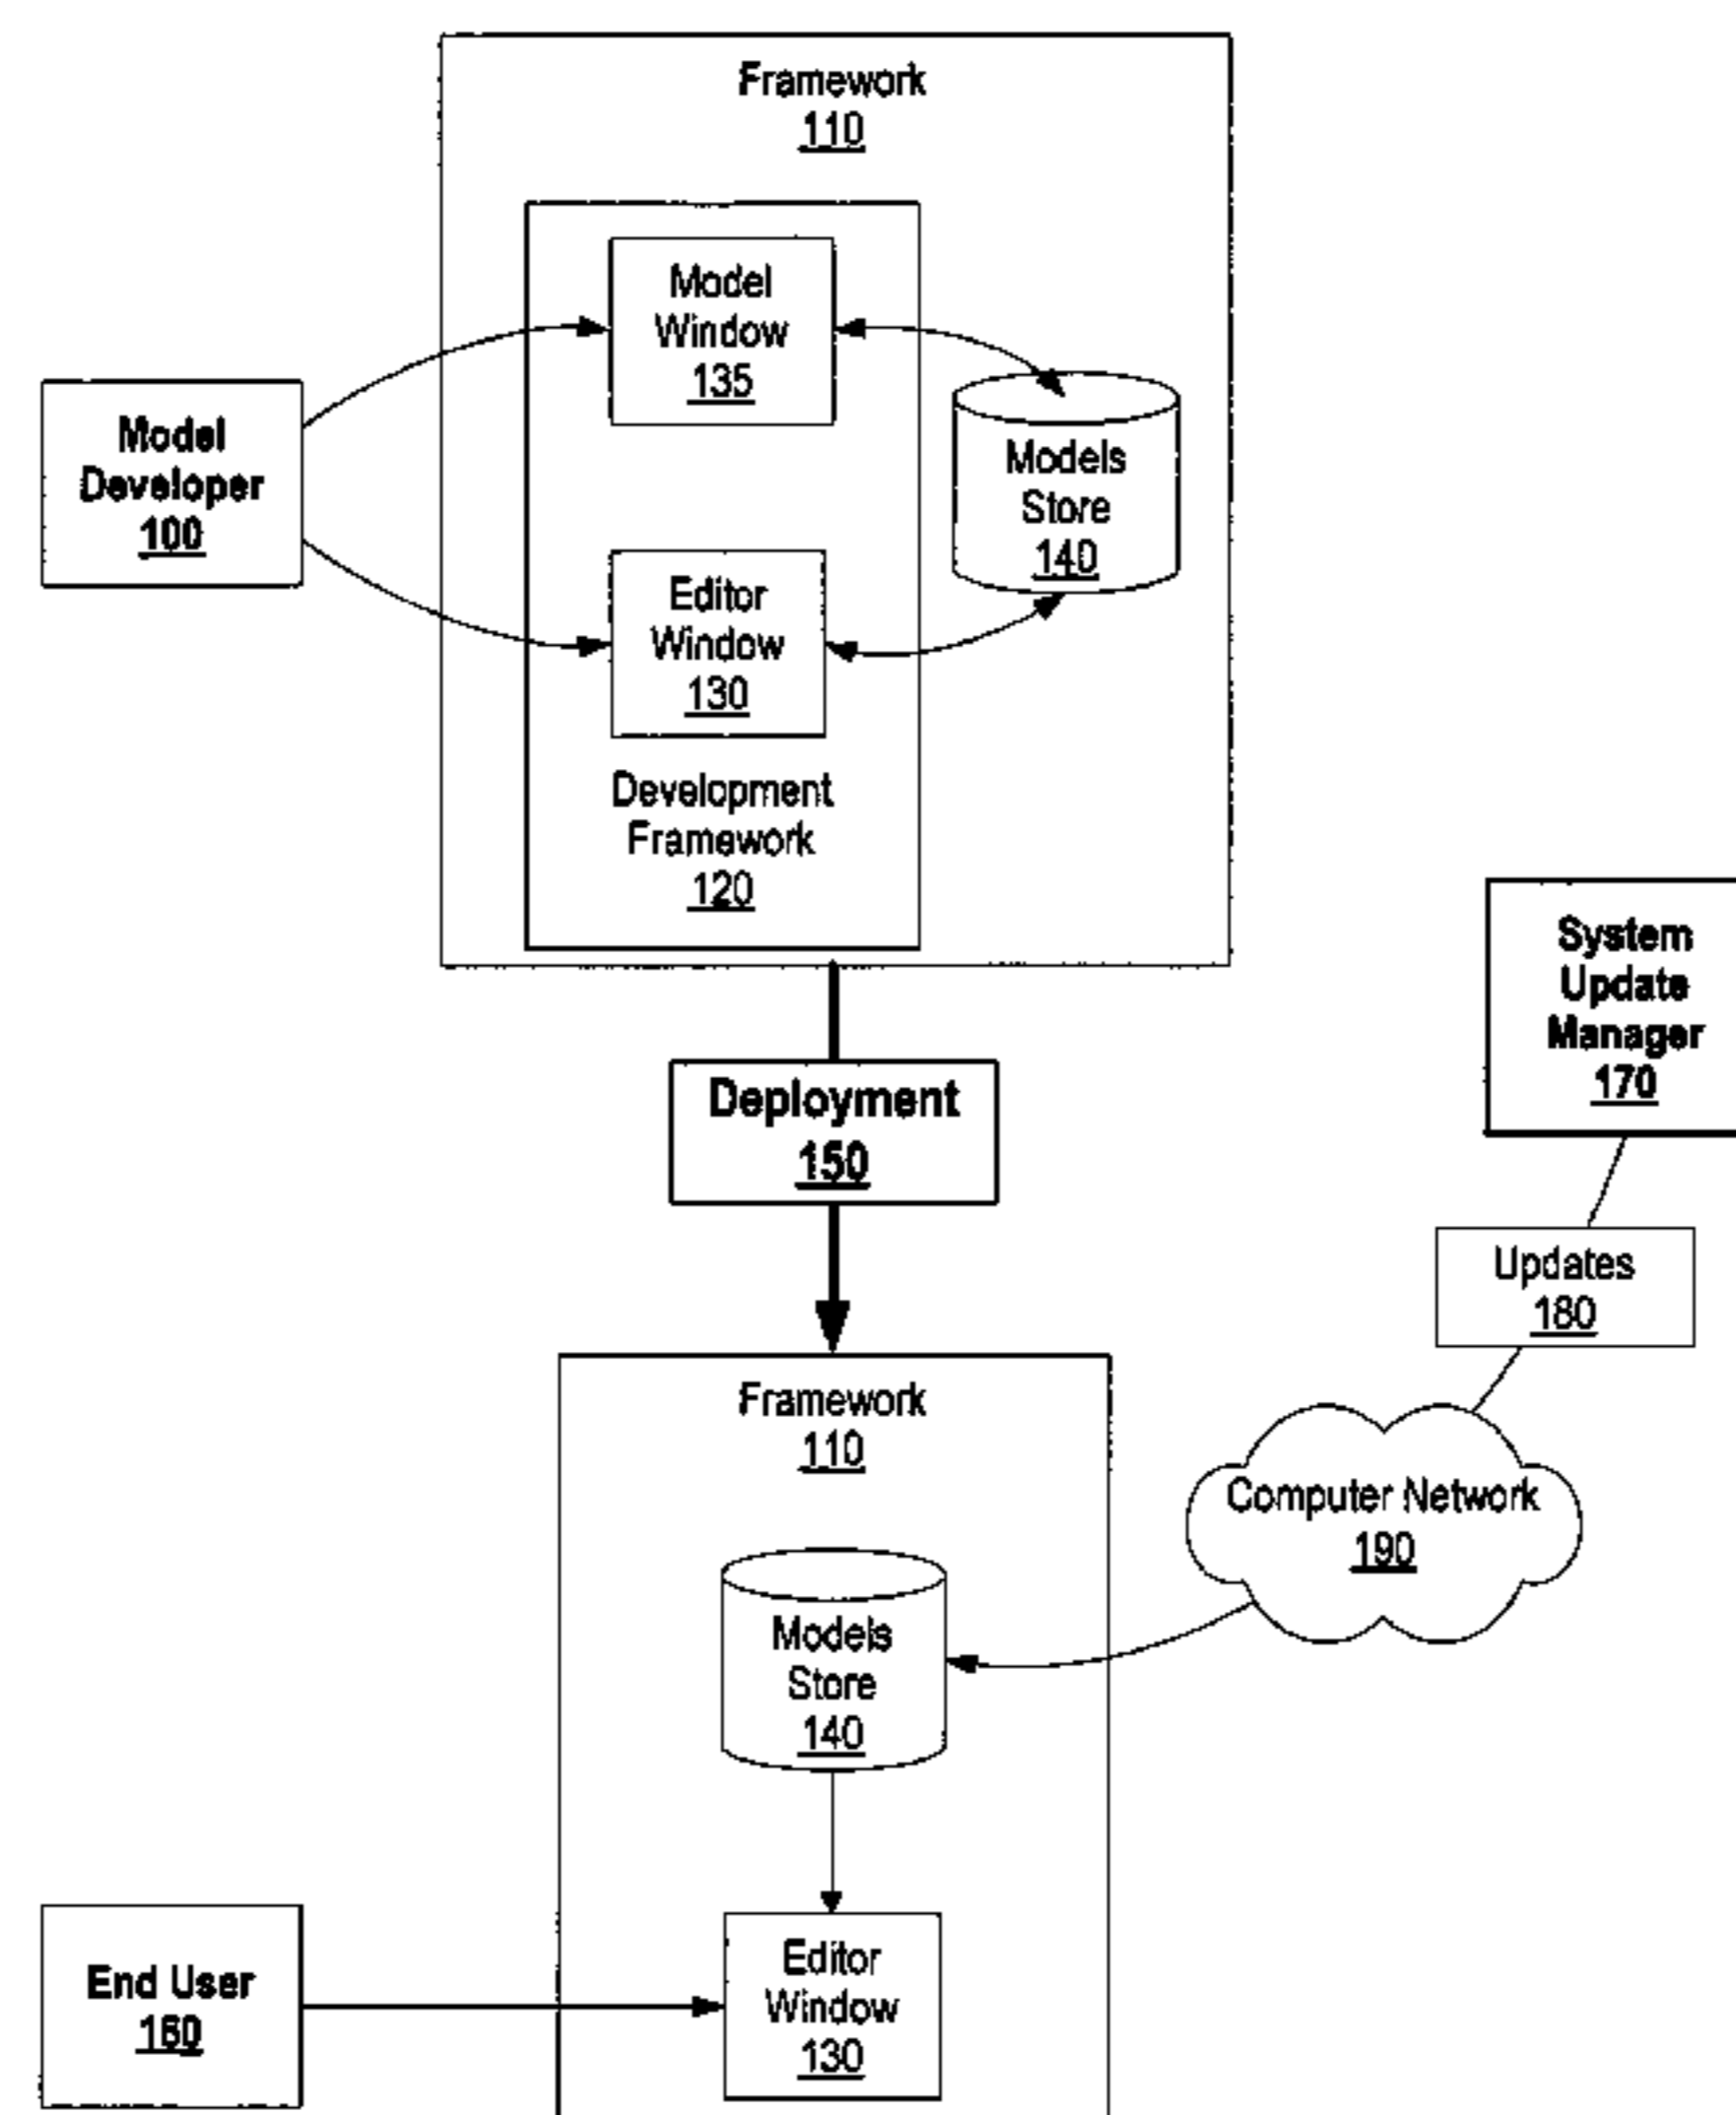 Framework
110
Model
Window
135
Model
Developer
100
Models
Store
140
Editor
Window
130
Development
Framework
120
System
Update
Manager
170
Deployment
150
Updates
180
Framework
110
Computer Network
190
Models
Store
140
End User
160
Editor
Window
130